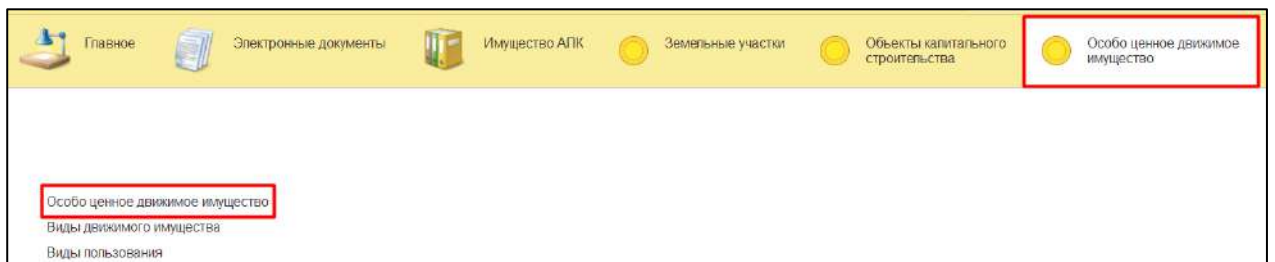 Главное
Электронные документы
Имущество АПК
Земельные участки
Объекты капитального
строительства
Особо ценное движимое
имущество
Особо ценное движимое имущество
Виды движимого имущества
Виды пользования